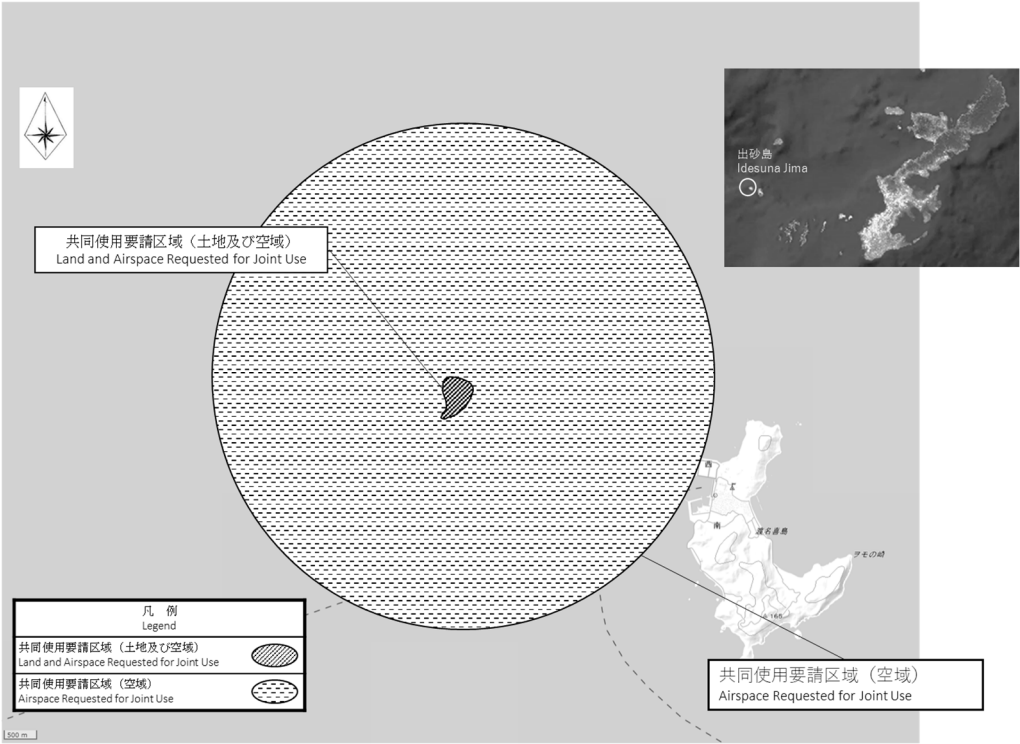 出砂島
Idesuna Jima
共同使用要請区域（土地及び空域）
Land and Airspace Requested for Joint Use
西
南
渡名喜島
ヲモの崎
165
凡　例
Legend
共同使用要請区域（土地及び空域）
Land and Airspace Requested for Joint Use
共同使用要請区域（空域）
Airspace Requested for Joint Use
共同使用要請区域（空域）
Airspace Requested for Joint Use
500 m